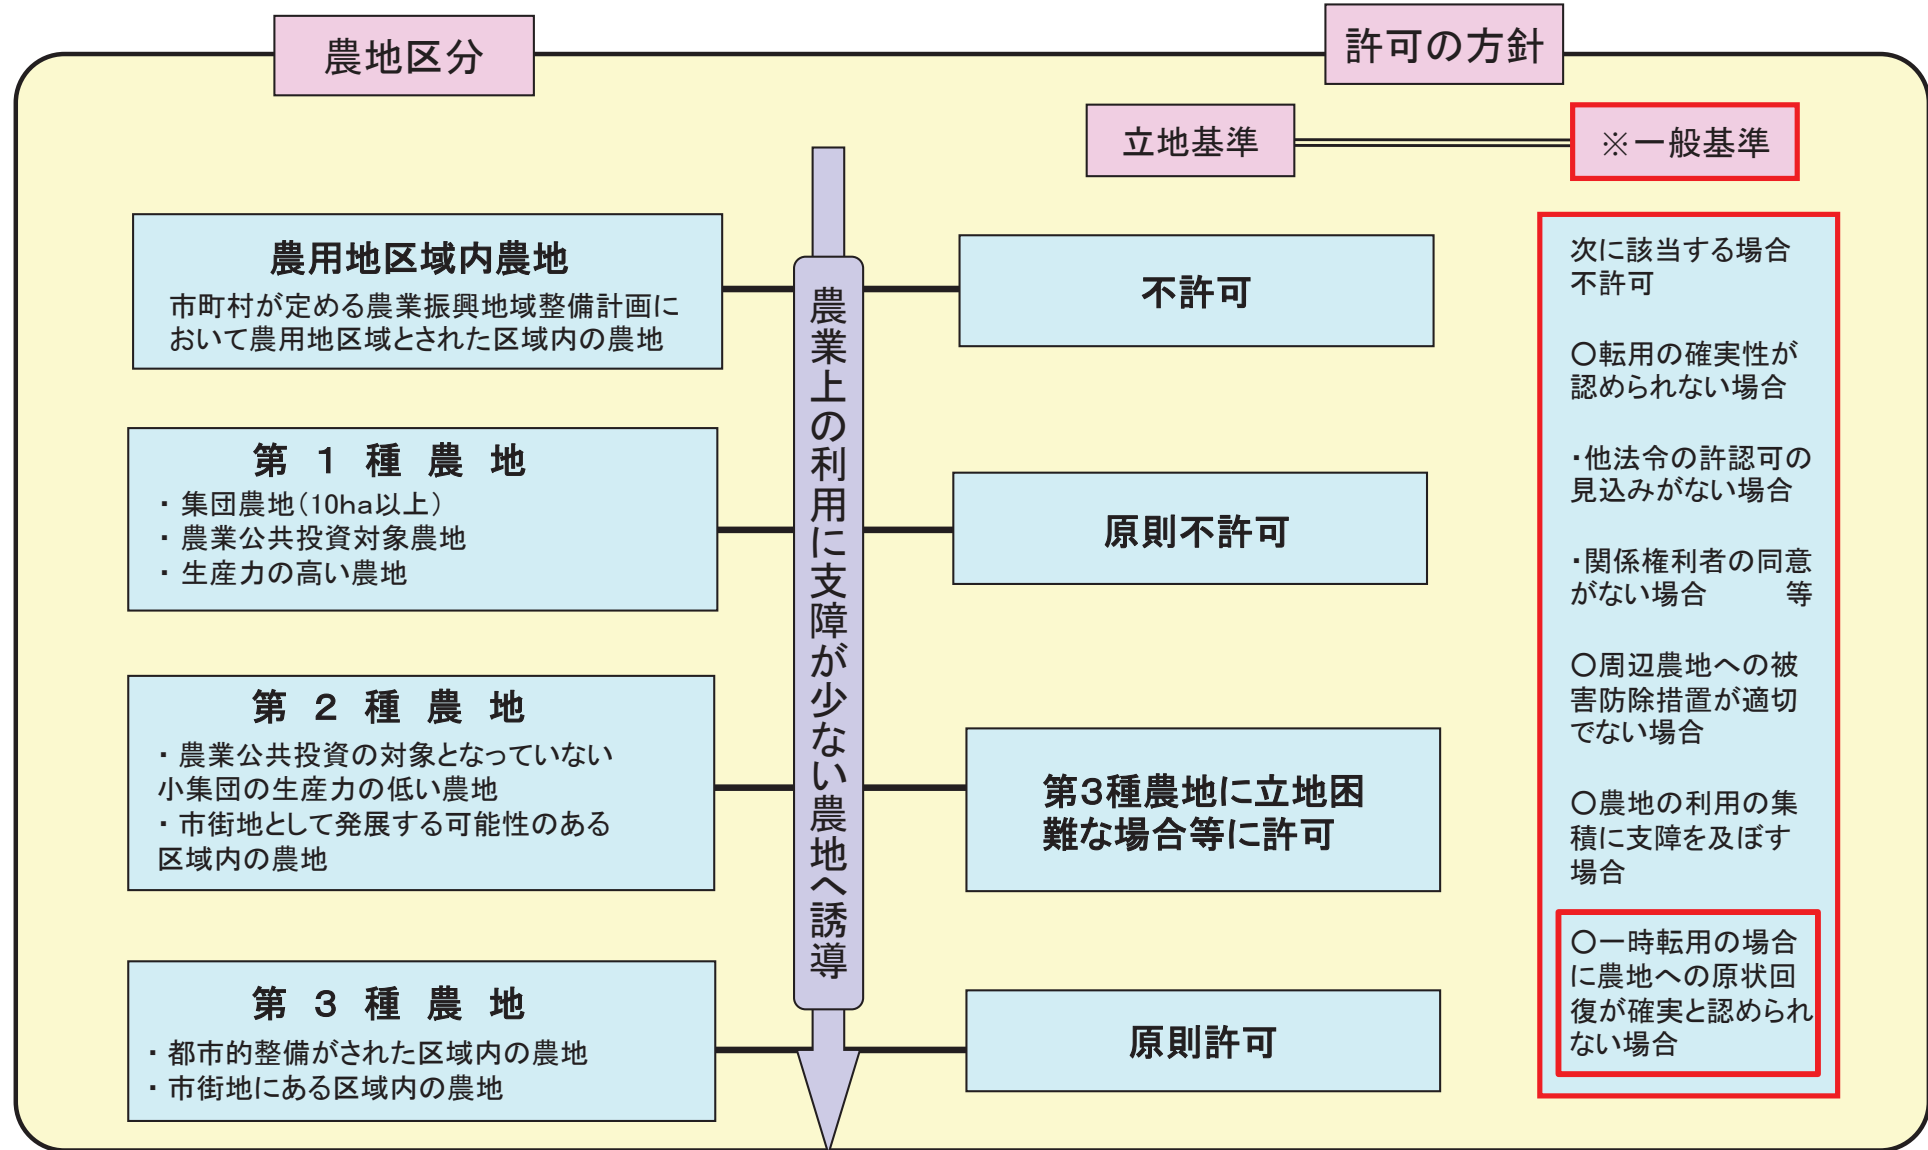 農地区分
許可の方針
立地基準
※一般基準
農用地区域内農地
市町村が定める農業振興地域整備計画に
おいて農用地区域とされた区域内の農地
不許可
第１種農地
・集団農地(10ha以上)
・農業公共投資対象農地
・生産力の高い農地
原則不許可
第２種農地
・農業公共投資の対象となっていない
小集団の生産力の低い農地
・市街地として発展する可能性のある
区域内の農地
第3種農地に立地困
難な場合等に許可
第３種農地
・都市的整備がされた区域内の農地
・市街地にある区域内の農地
原則許可
農業上の利用に支障が少ない農地へ誘導
次に該当する場合
不許可
〇転用の確実性が
認められない場合
・他法令の許認可の
見込みがない場合
・関係権利者の同意
がない場合　　等
〇周辺農地への被
害防除措置が適切
でない場合
〇農地の利用の集
積に支障を及ぼす
場合
〇一時転用の場合
に農地への原状回
復が確実と認められ
ない場合